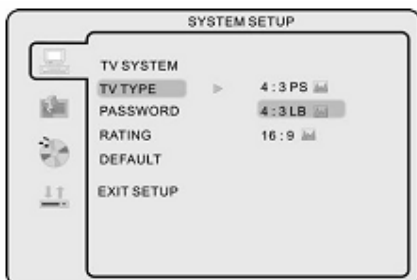 SYSTEM SETUP
TV SYSTEM
TV TYPE 4:3 PS
PASSWORD 4:3 LB
RATING 16:9
DEFAULT
EXIT SETUP